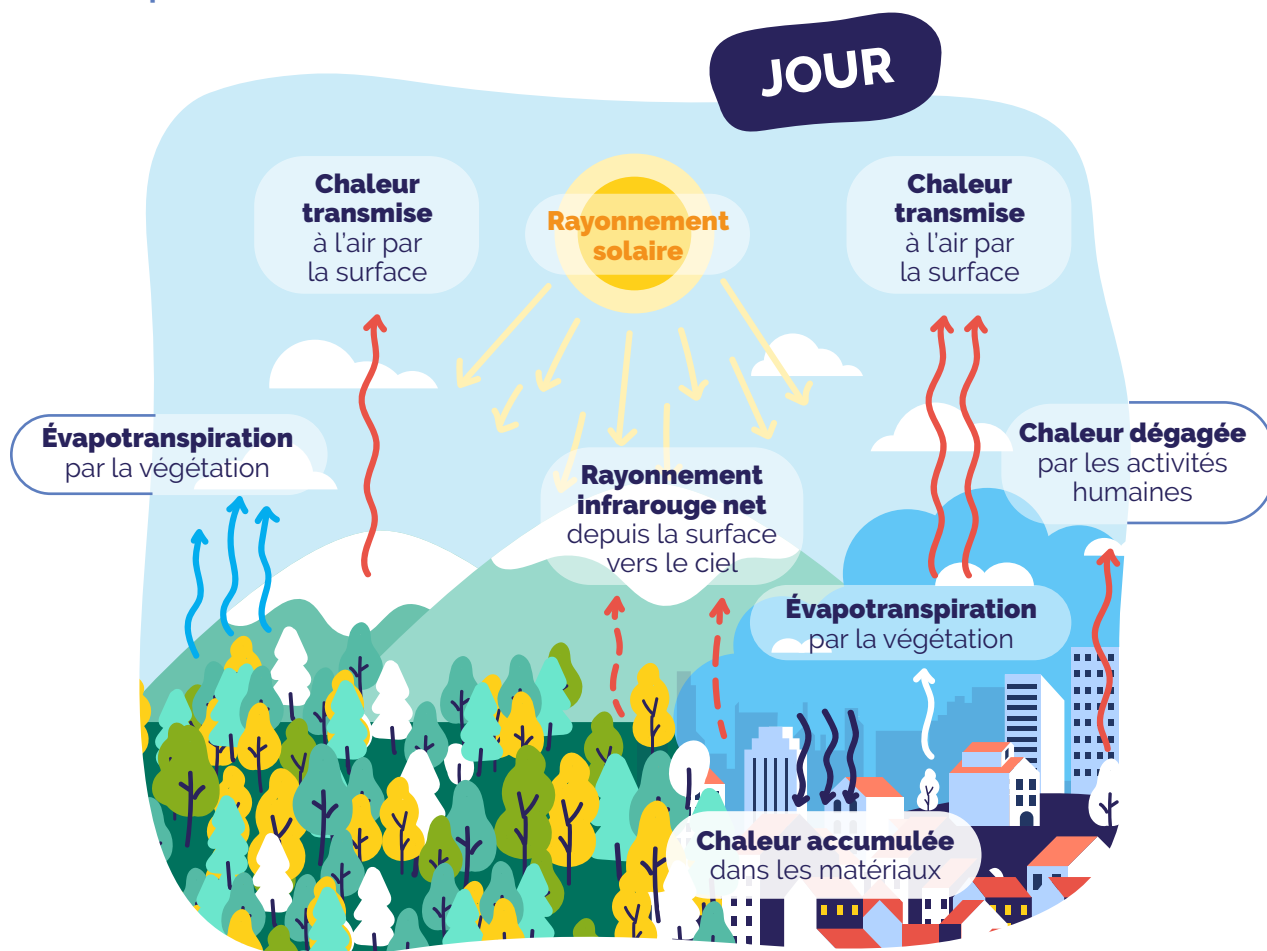 JOUR
Chaleur
transmise
à l'air par
la surface
Rayonnement
solaire
Chaleur
transmise
à l'air par
la surface
Évapotranspiration
par la végétation
Rayonnement
infrarouge net
depuis la surface
vers le ciel
Chaleur dégagée
par les activités
humaines
Évapotranspiration
par la végétation
Chaleur accumulée
dans les matériaux